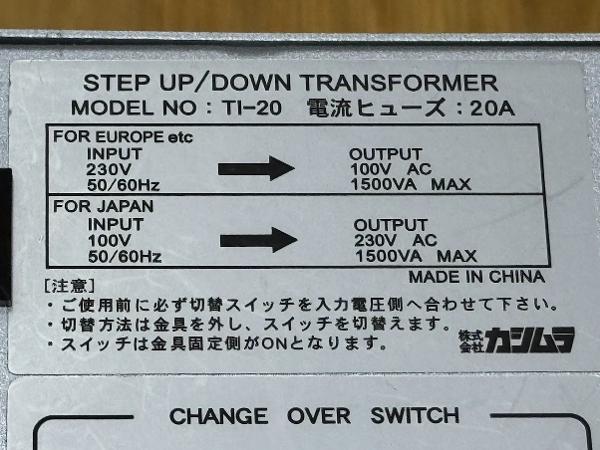 STEP UP/DOWN TRANSFORMER
MODEL NO : TI-20 電流ヒューズ : 20A
FOR EUROPE etc
INPUT OUTPUT
230V 100V AC
50/60Hz 1500VA MAX
FOR JAPAN
INPUT OUTPUT
100V 230V AC
50/60Hz 1500VA MAX
MADE IN CHINA
[注意]
・ご使用前に必ず切替スイッチを入力電圧側へ合わせて下さい。
・切替方法は金具を外し、スイッチを切替えます。
・スイッチは金具固定側がONとなります。
株式会社カシムラ
CHANGE OVER SWITCH